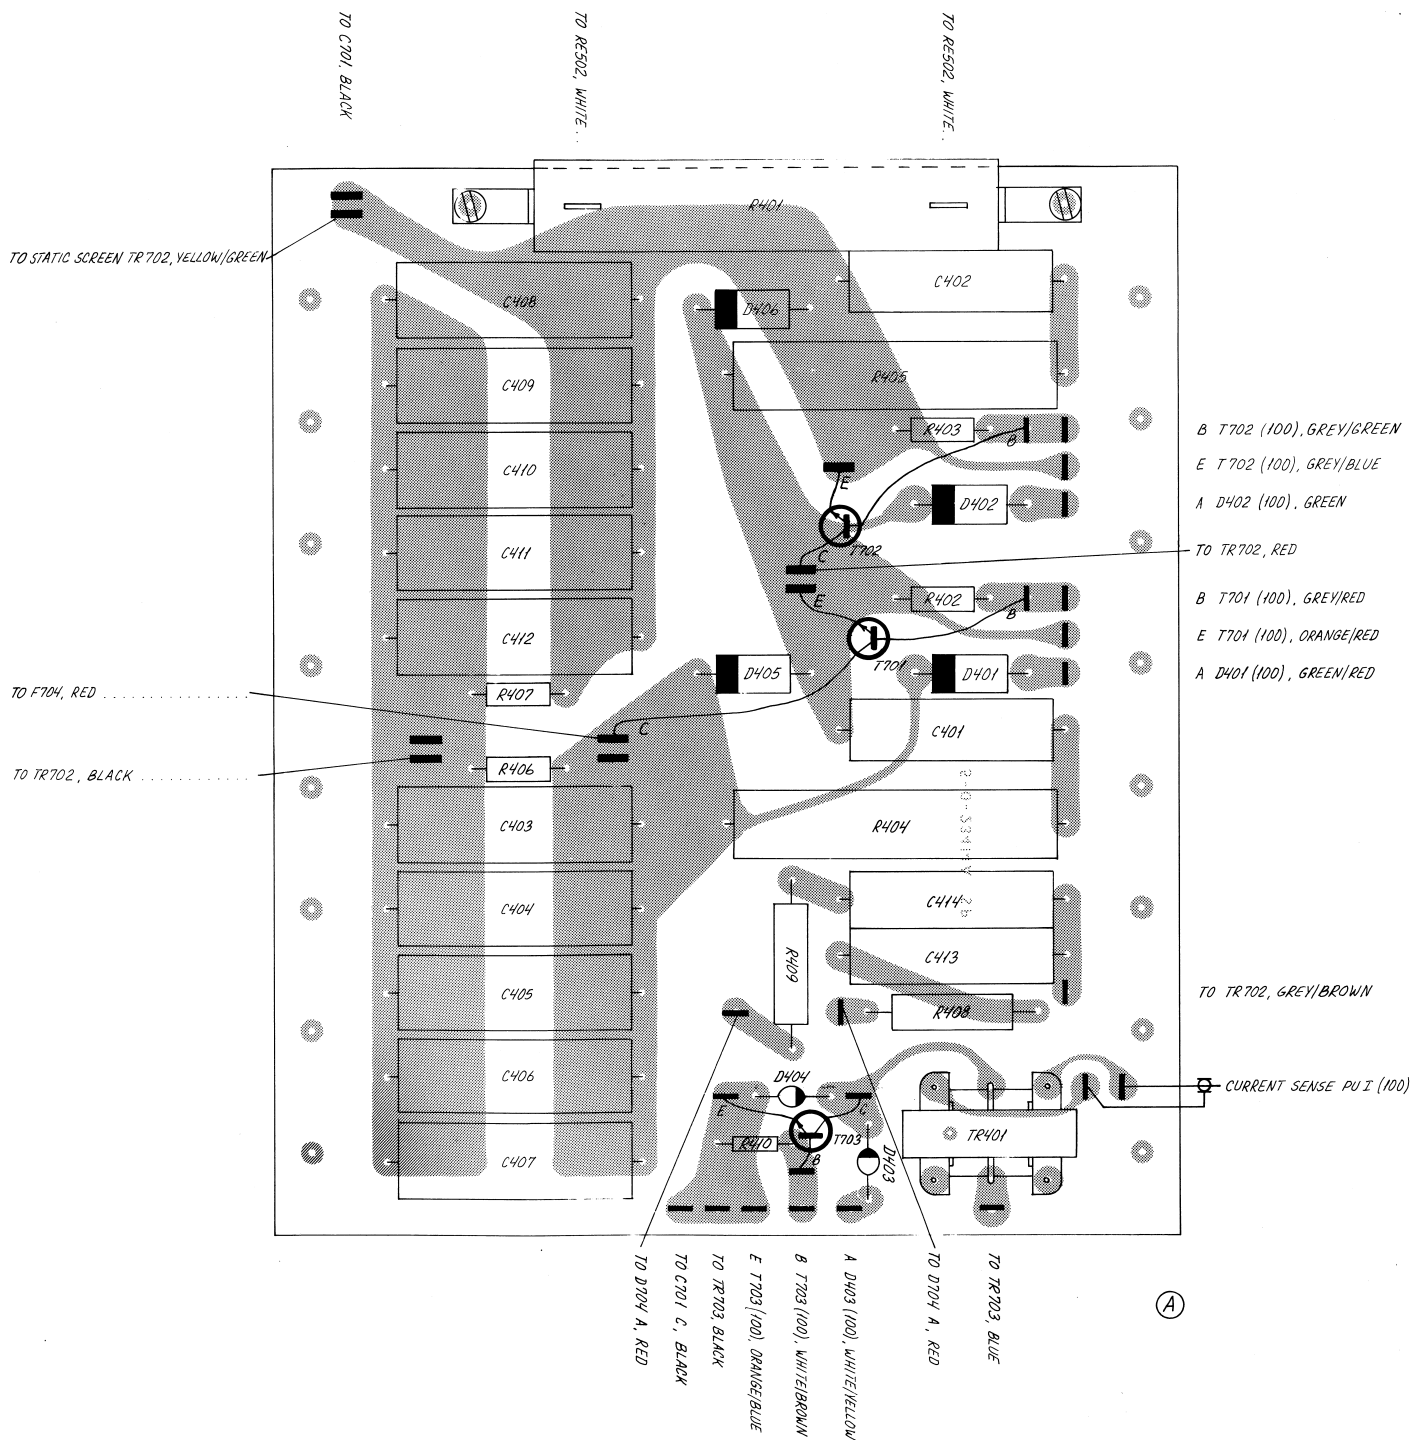 TO C701, BLACK
TO RE502, WHITE..
TO RE502, WHITE..
R401
TO STATIC SCREEN TR702, YELLOW/GREEN
C408
C402
D406
C409
R405
R403
B
B T702 (100), GREY/GREEN
C410
E
E T702 (100), GREY/BLUE
D402
A D402 (100), GREEN
C411
T702
C
TO TR702, RED
E
R402
B
B T701 (100), GREY/RED
C412
T701
E T701 (100), ORANGE/RED
D405
D401
A D401 (100), GREEN/RED
TO F704, RED ....................
R407
C
C401
TO TR702, BLACK ................
R406
C403
R404
C404
C414
2b
R409
C413
C405
R408
TO TR702, GREY/BROWN
C406
D404
E
C
CURRENT SENSE PU I (100)
R410
T703
TR401
C407
B
D403
TO D704 A, RED
TO C701 C, BLACK
TO TR703, BLACK
E T703 (100), ORANGE/BLUE
B T703 (100), WHITE/BROWN
A D403 (100), WHITE/YELLOW
TO D704 A, RED
TO TR703, BLUE
A